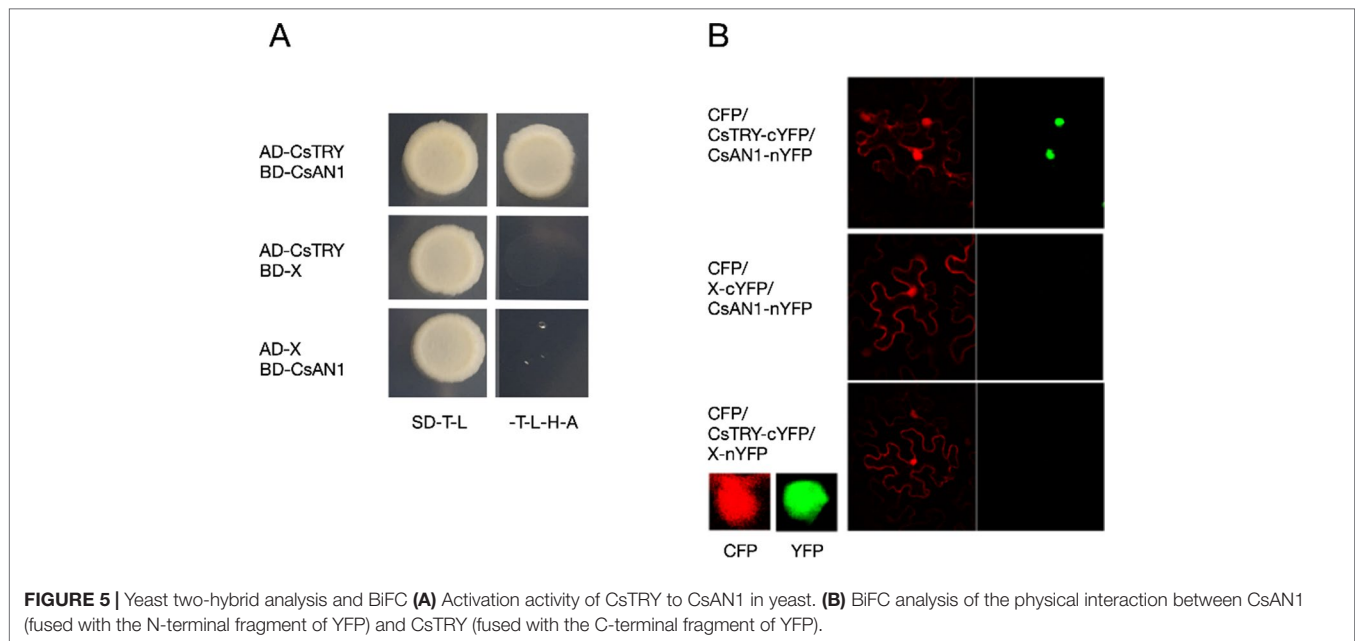 A
AD-CsTRY
BD-CsAN1
AD-CsTRY
BD-X
AD-X
BD-CsAN1
SD-T-L
-T-L-H-A
B
CFP/
CsTRY-cYFP/
CsAN1-nYFP
CFP/
X-cYFP/
CsAN1-nYFP
CFP/
CsTRY-cYFP/
X-nYFP
CFP
YFP
FIGURE 5 | Yeast two-hybrid analysis and BiFC (A) Activation activity of CsTRY to CsAN1 in yeast. (B) BiFC analysis of the physical interaction between CsAN1
(fused with the N-terminal fragment of YFP) and CsTRY (fused with the C-terminal fragment of YFP).